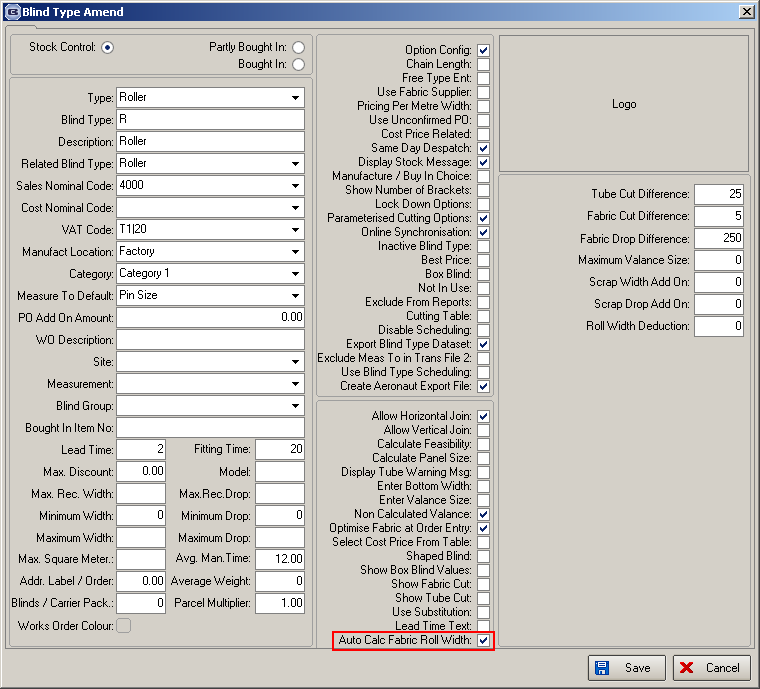 Blind Type Amend
Stock Control:
Partly Bought In:
Bought In:
Type: Roller
Blind Type: R
Description: Roller
Related Blind Type: Roller
Sales Nominal Code: 4000
Cost Nominal Code:
VAT Code: T1|20
Manufact Location: Factory
Category: Category 1
Measure To Default: Pin Size
PO Add On Amount: 0.00
WO Description:
Site:
Measurement:
Blind Group:
Bought In Item No:
Lead Time: 2 Fitting Time: 20
Max. Discount: 0.00 Model:
Max. Rec. Width: Max.Rec.Drop:
Minimum Width: 0 Minimum Drop: 0
Maximum Width: Maximum Drop:
Max. Square Meter.: Avg. Man.Time: 12.00
Addr. Label / Order: 0.00 Average Weight: 0
Blinds / Carrier Pack.: 0 Parcel Multiplier: 1.00
Works Order Colour:
Option Config:
Chain Length:
Free Type Ent:
Use Fabric Supplier:
Pricing Per Metre Width:
Use Unconfirmed PO:
Cost Price Related:
Same Day Despatch:
Display Stock Message:
Manufacture / Buy In Choice:
Show Number of Brackets:
Lock Down Options:
Parameterised Cutting Options:
Online Synchronisation:
Inactive Blind Type:
Best Price:
Box Blind:
Not In Use:
Exclude From Reports:
Cutting Table:
Disable Scheduling:
Export Blind Type Dataset:
Exclude Meas To in Trans File 2:
Use Blind Type Scheduling:
Create Aeronaut Export File:
Allow Horizontal Join:
Allow Vertical Join:
Calculate Feasibility:
Calculate Panel Size:
Display Tube Warning Msg:
Enter Bottom Width:
Enter Valance Size:
Non Calculated Valance:
Optimise Fabric at Order Entry:
Select Cost Price From Table:
Shaped Blind:
Show Box Blind Values:
Show Fabric Cut:
Show Tube Cut:
Use Substitution:
Lead Time Text:
Auto Calc Fabric Roll Width:
Logo
Tube Cut Difference: 25
Fabric Cut Difference: 5
Fabric Drop Difference: 250
Maximum Valance Size: 0
Scrap Width Add On: 0
Scrap Drop Add On: 0
Roll Width Deduction: 0
Save
Cancel